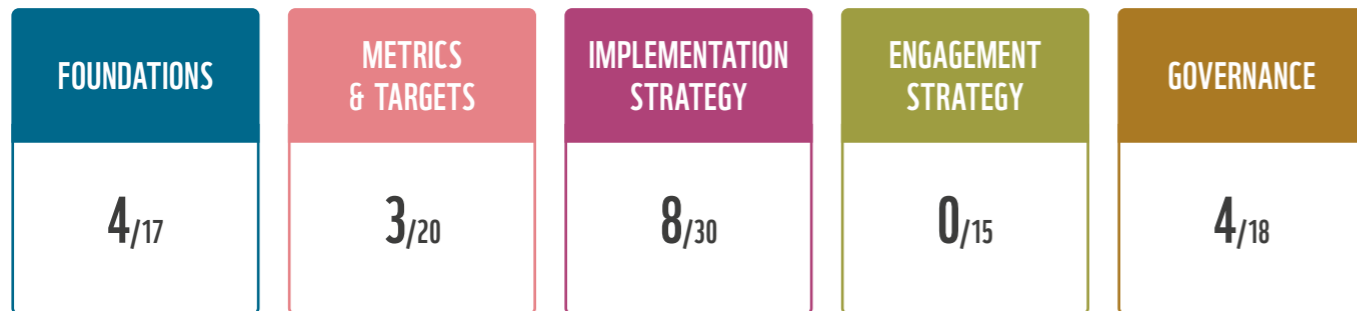 FOUNDATIONS
4/17
METRICS
& TARGETS
3/20
IMPLEMENTATION
STRATEGY
8/30
ENGAGEMENT
STRATEGY
0/15
GOVERNANCE
4/18